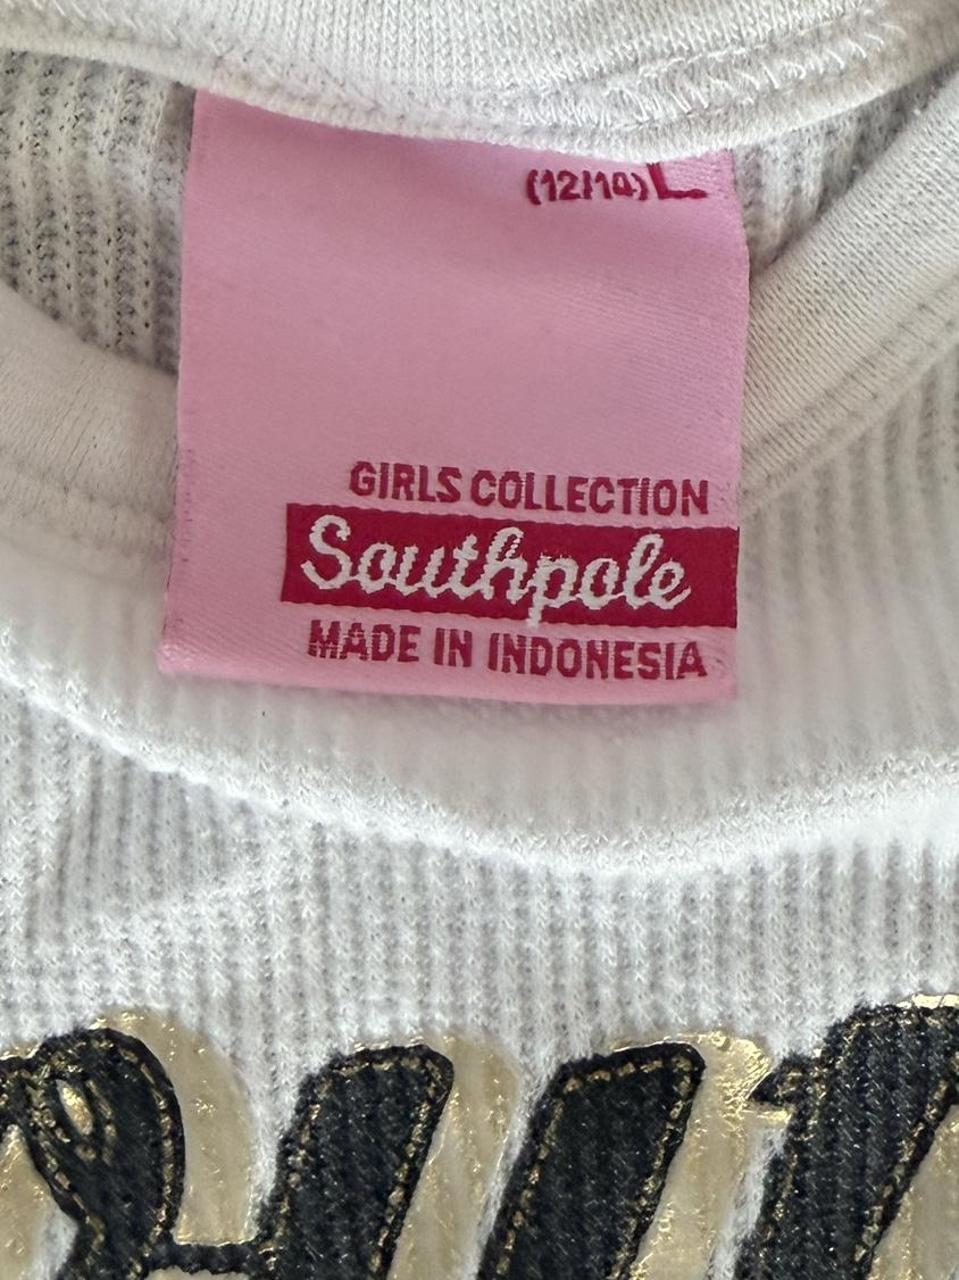 (12/14) L
GIRLS COLLECTION
Southpole
MADE IN INDONESIA